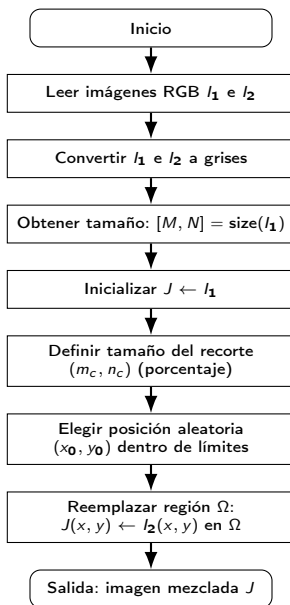 Inicio
Leer imágenes RGB I₁ e I₂
Convertir I₁ e I₂ a grises
Obtener tamaño: [M, N] = size(I₁)
Inicializar J ← I₁
Definir tamaño del recorte
(m_c, n_c) (porcentaje)
Elegir posición aleatoria
(x₀, y₀) dentro de límites
Reemplazar región Ω:
J(x, y) ← I₂(x, y) en Ω
Salida: imagen mezclada J